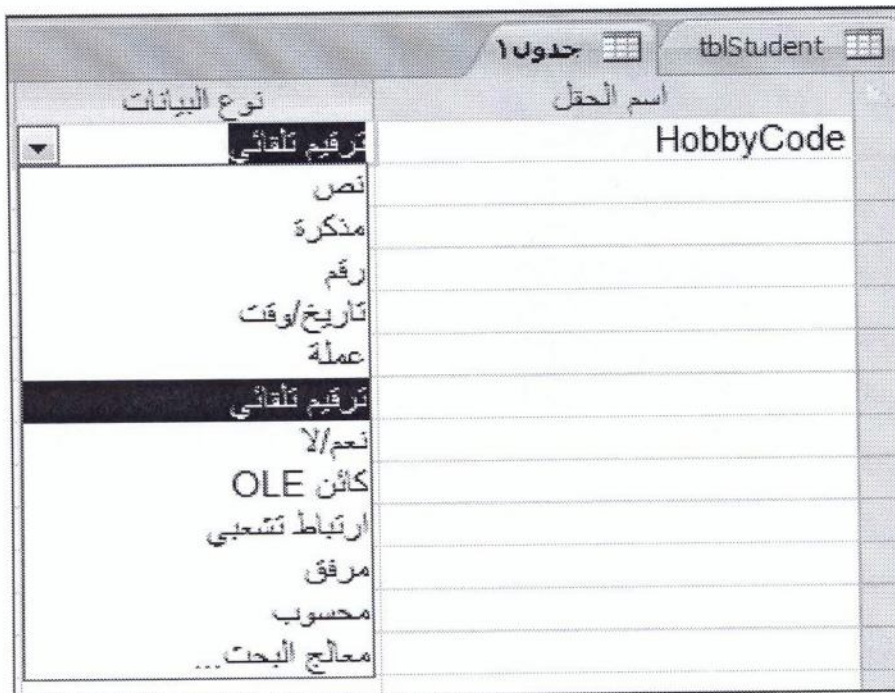 tblStudent جدول١
اسم الحقل نوع البيانات
HobbyCode ترقيم تلقائي
نص
مذكرة
رقم
تاريخ/وقت
عملة
ترقيم تلقائي
نعم/لا
كائن OLE
ارتباط تشعبي
مرفق
محسوب
معالج البحث...